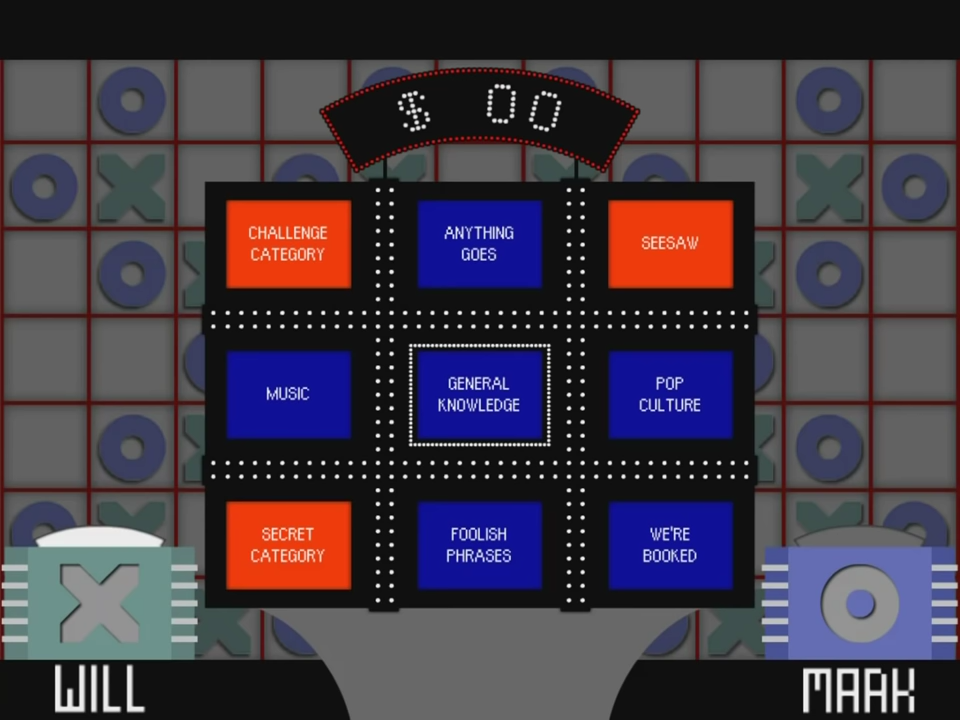 $ 00
CHALLENGE
CATEGORY
ANYTHING
GOES
SEESAW
MUSIC
GENERAL
KNOWLEDGE
POP
CULTURE
SECRET
CATEGORY
FOOLISH
PHRASES
WE'RE
BOOKED
X
O
WILL
MARK